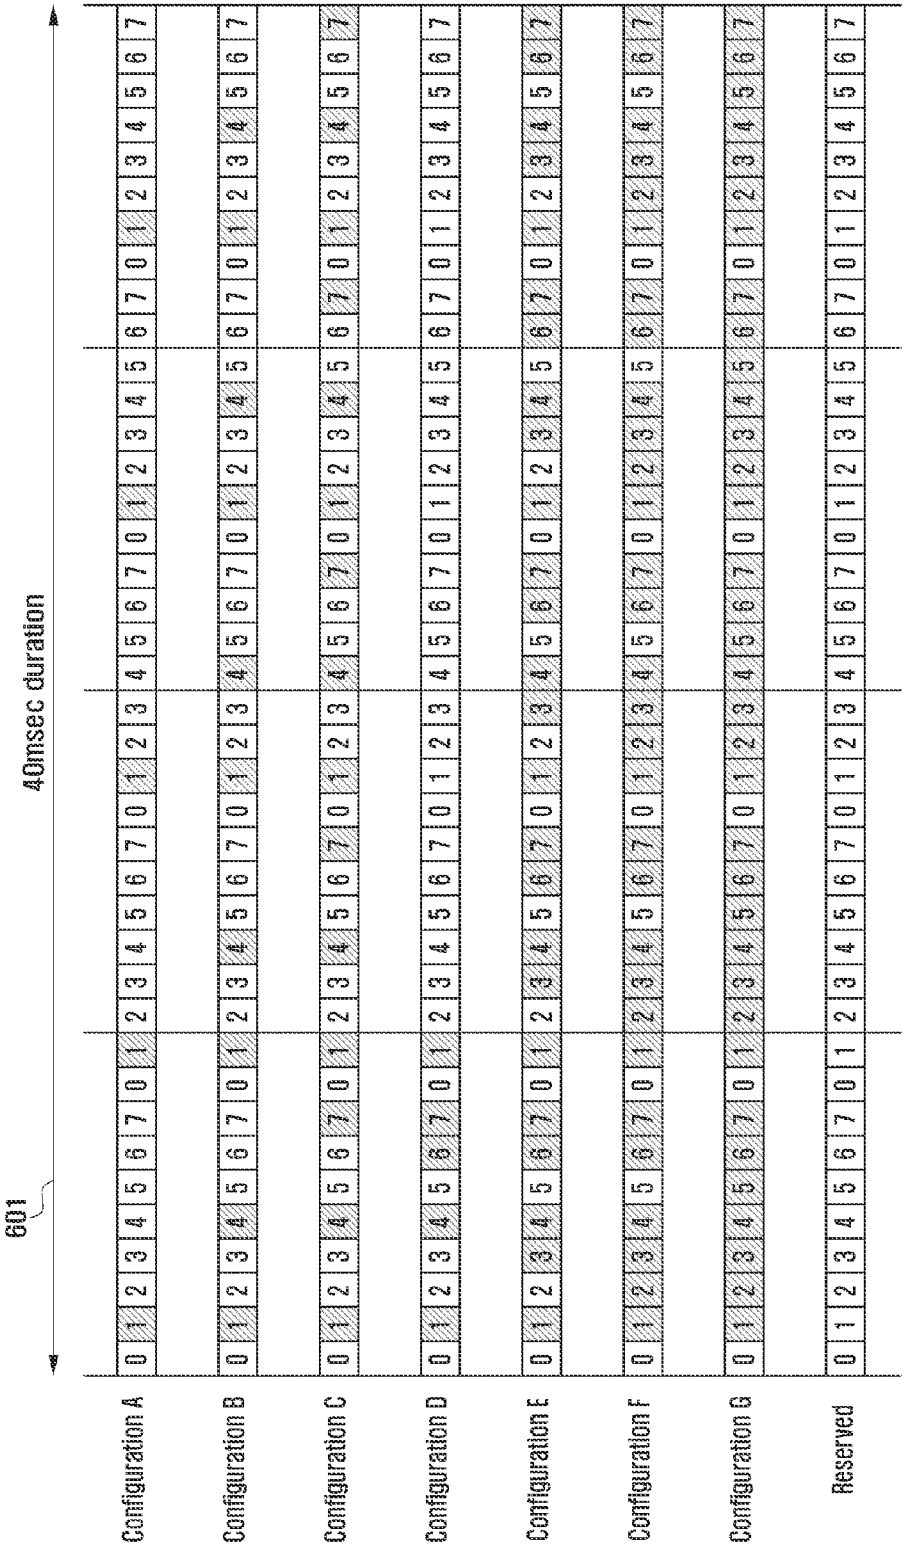 601
40msec duration
Configuration A 0 1 2 3 4 5 6 7 0 1 2 3 4 5 6 7 0 1 2 3 4 5 6 7 0 1 2 3 4 5 6 7 0 1 2 3 4 5 6 7
Configuration B 0 1 2 3 4 5 6 7 0 1 2 3 4 5 6 7 0 1 2 3 4 5 6 7 0 1 2 3 4 5 6 7 0 1 2 3 4 5 6 7
Configuration C 0 1 2 3 4 5 6 7 0 1 2 3 4 5 6 7 0 1 2 3 4 5 6 7 0 1 2 3 4 5 6 7 0 1 2 3 4 5 6 7
Configuration D 0 1 2 3 4 5 6 7 0 1 2 3 4 5 6 7 0 1 2 3 4 5 6 7 0 1 2 3 4 5 6 7 0 1 2 3 4 5 6 7
Configuration E 0 1 2 3 4 5 6 7 0 1 2 3 4 5 6 7 0 1 2 3 4 5 6 7 0 1 2 3 4 5 6 7 0 1 2 3 4 5 6 7
Configuration F 0 1 2 3 4 5 6 7 0 1 2 3 4 5 6 7 0 1 2 3 4 5 6 7 0 1 2 3 4 5 6 7 0 1 2 3 4 5 6 7
Configuration G 0 1 2 3 4 5 6 7 0 1 2 3 4 5 6 7 0 1 2 3 4 5 6 7 0 1 2 3 4 5 6 7 0 1 2 3 4 5 6 7
Reserved 0 1 2 3 4 5 6 7 0 1 2 3 4 5 6 7 0 1 2 3 4 5 6 7 0 1 2 3 4 5 6 7 0 1 2 3 4 5 6 7